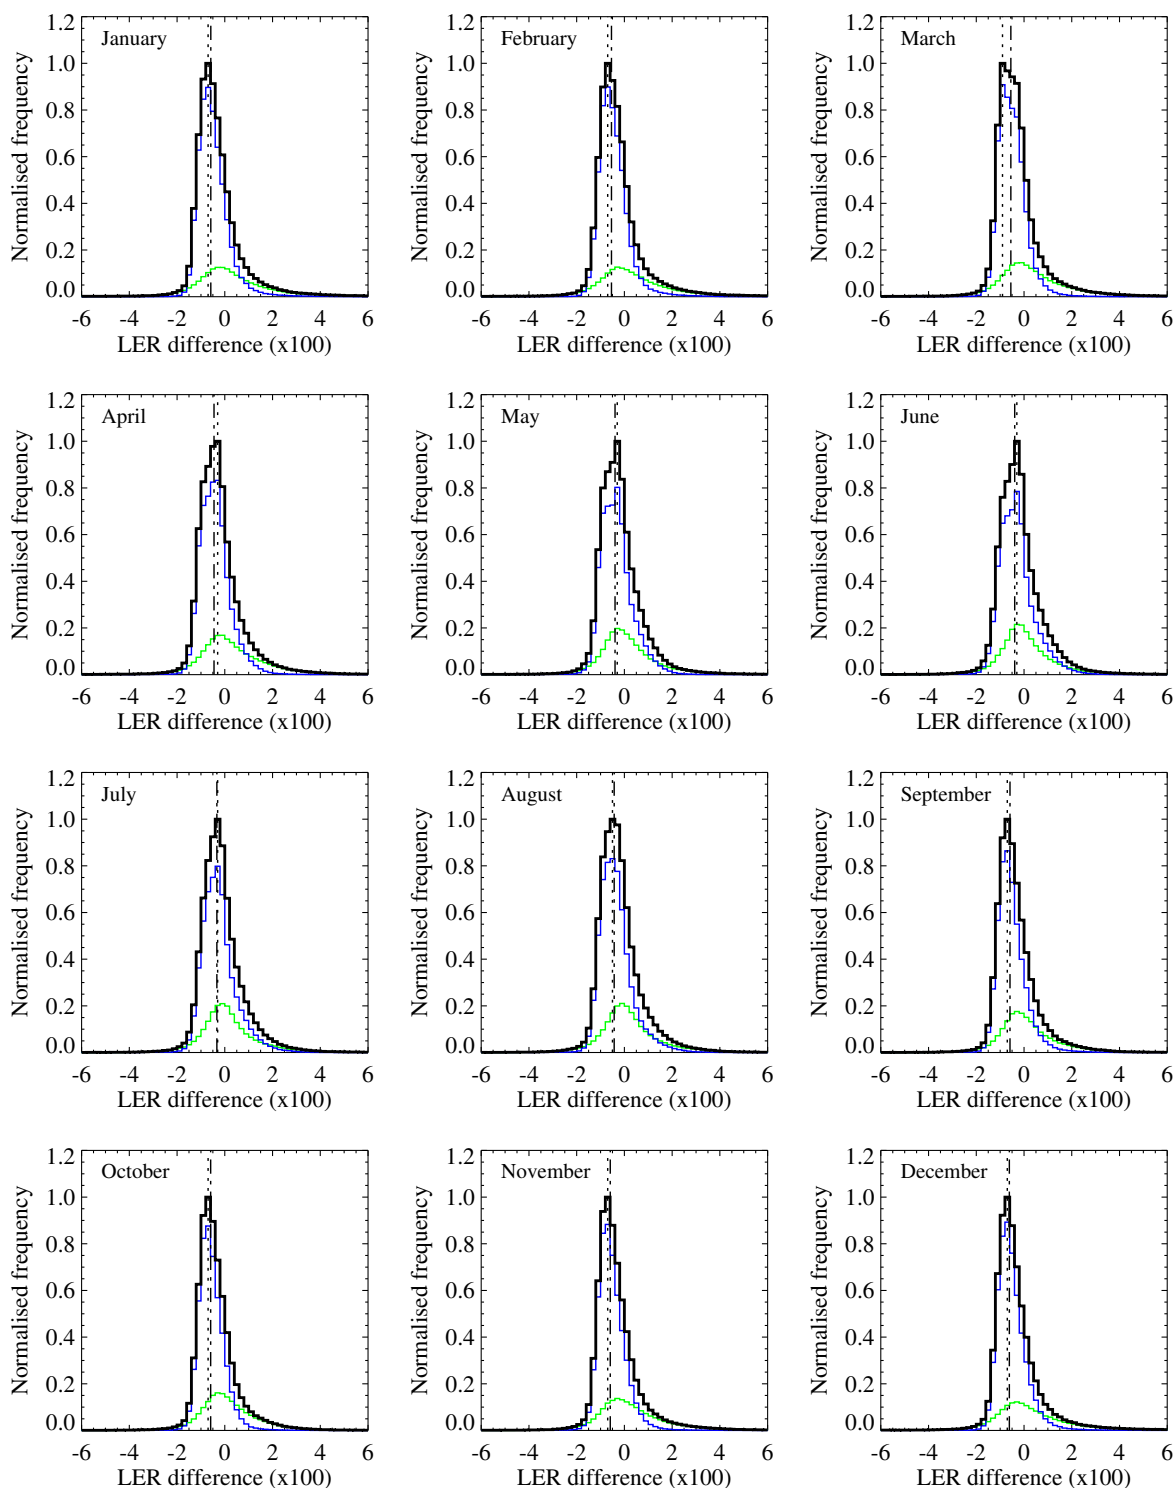 January
Normalised frequency
1.2
1.0
0.8
0.6
0.4
0.2
0.0
-6 -4 -2 0 2 4 6
LER difference (x100)
February
Normalised frequency
1.2
1.0
0.8
0.6
0.4
0.2
0.0
-6 -4 -2 0 2 4 6
LER difference (x100)
March
Normalised frequency
1.2
1.0
0.8
0.6
0.4
0.2
0.0
-6 -4 -2 0 2 4 6
LER difference (x100)
April
Normalised frequency
1.2
1.0
0.8
0.6
0.4
0.2
0.0
-6 -4 -2 0 2 4 6
LER difference (x100)
May
Normalised frequency
1.2
1.0
0.8
0.6
0.4
0.2
0.0
-6 -4 -2 0 2 4 6
LER difference (x100)
June
Normalised frequency
1.2
1.0
0.8
0.6
0.4
0.2
0.0
-6 -4 -2 0 2 4 6
LER difference (x100)
July
Normalised frequency
1.2
1.0
0.8
0.6
0.4
0.2
0.0
-6 -4 -2 0 2 4 6
LER difference (x100)
August
Normalised frequency
1.2
1.0
0.8
0.6
0.4
0.2
0.0
-6 -4 -2 0 2 4 6
LER difference (x100)
September
Normalised frequency
1.2
1.0
0.8
0.6
0.4
0.2
0.0
-6 -4 -2 0 2 4 6
LER difference (x100)
October
Normalised frequency
1.2
1.0
0.8
0.6
0.4
0.2
0.0
-6 -4 -2 0 2 4 6
LER difference (x100)
November
Normalised frequency
1.2
1.0
0.8
0.6
0.4
0.2
0.0
-6 -4 -2 0 2 4 6
LER difference (x100)
December
Normalised frequency
1.2
1.0
0.8
0.6
0.4
0.2
0.0
-6 -4 -2 0 2 4 6
LER difference (x100)